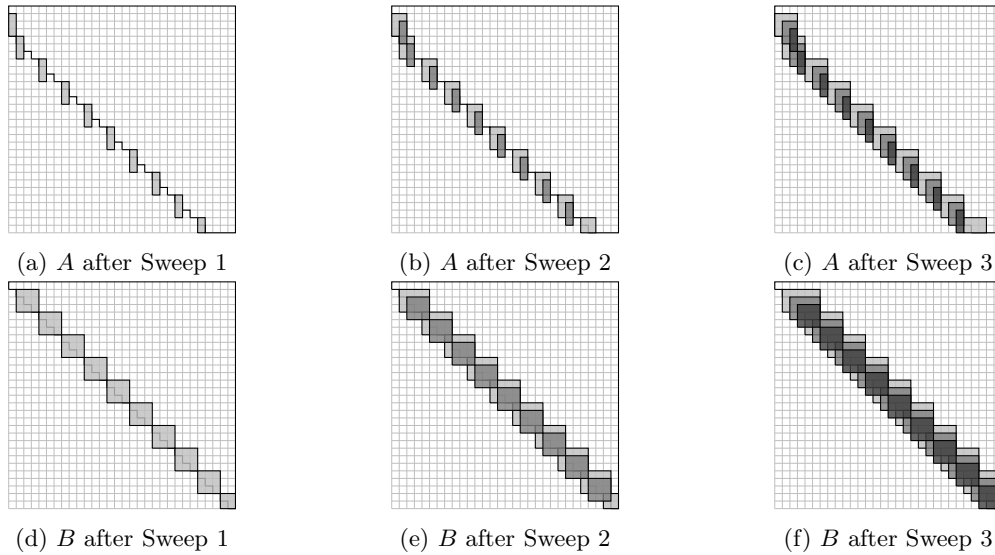 (a) A after Sweep 1
(b) A after Sweep 2
(c) A after Sweep 3
(d) B after Sweep 1
(e) B after Sweep 2
(f) B after Sweep 3